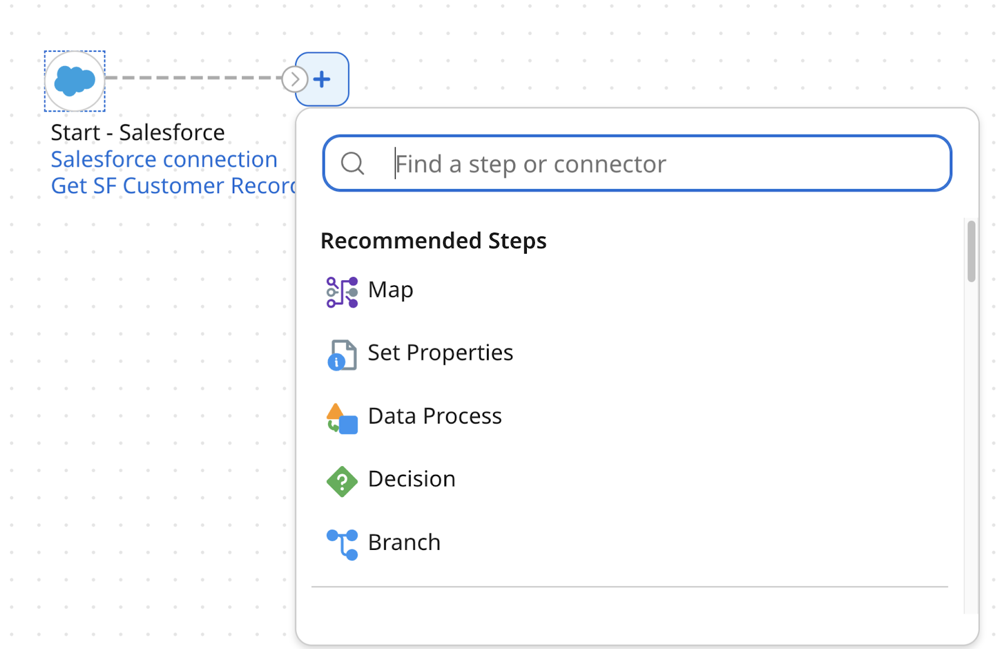 Start - Salesforce
Salesforce connection
Get SF Customer Record
Find a step or connector
Recommended Steps
Map
Set Properties
Data Process
Decision
Branch